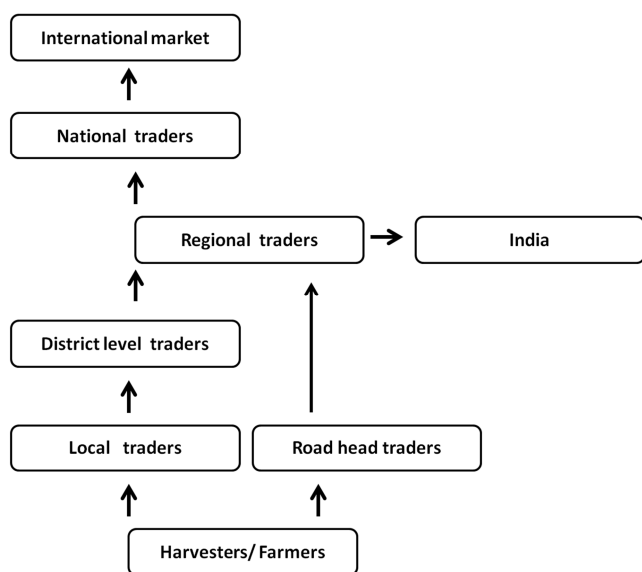 International market
National traders
Regional traders
India
District level traders
Local traders
Road head traders
Harvesters/ Farmers